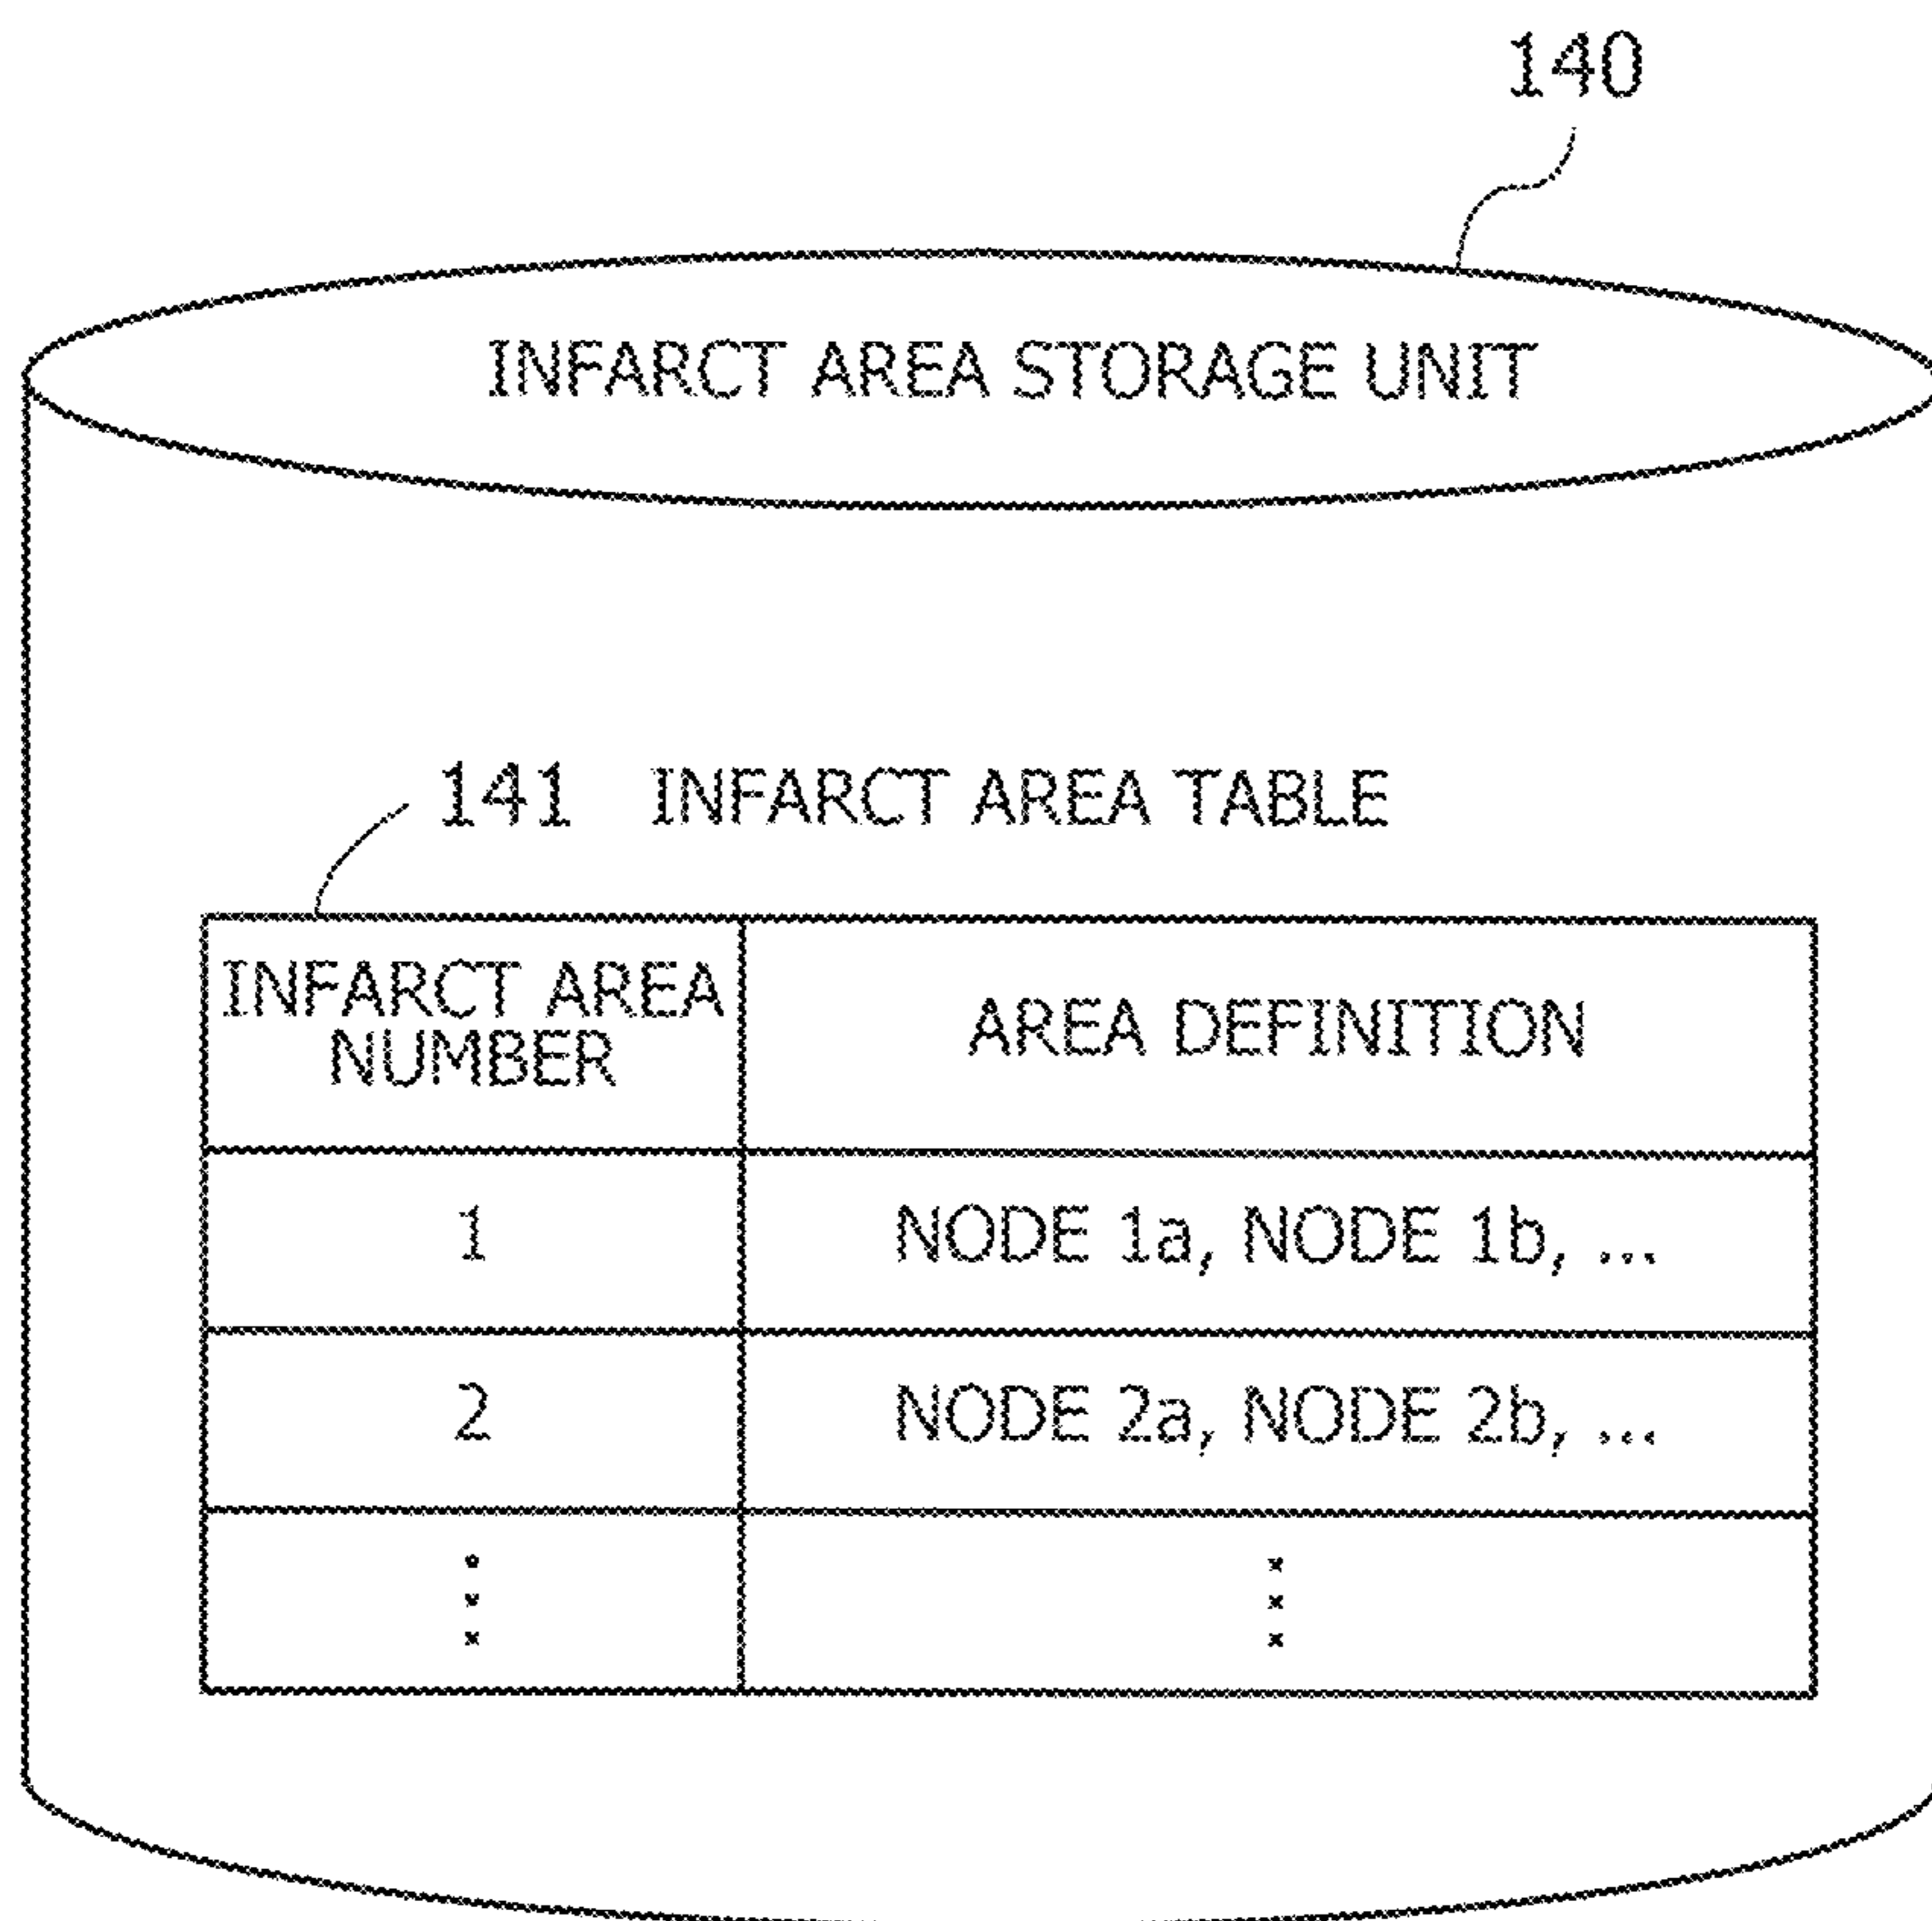 140
INFARCT AREA STORAGE UNIT
141 INFARCT AREA TABLE
INFARCT AREA
NUMBER
AREA DEFINITION
1
NODE 1a, NODE 1b, ...
2
NODE 2a, NODE 2b, ...